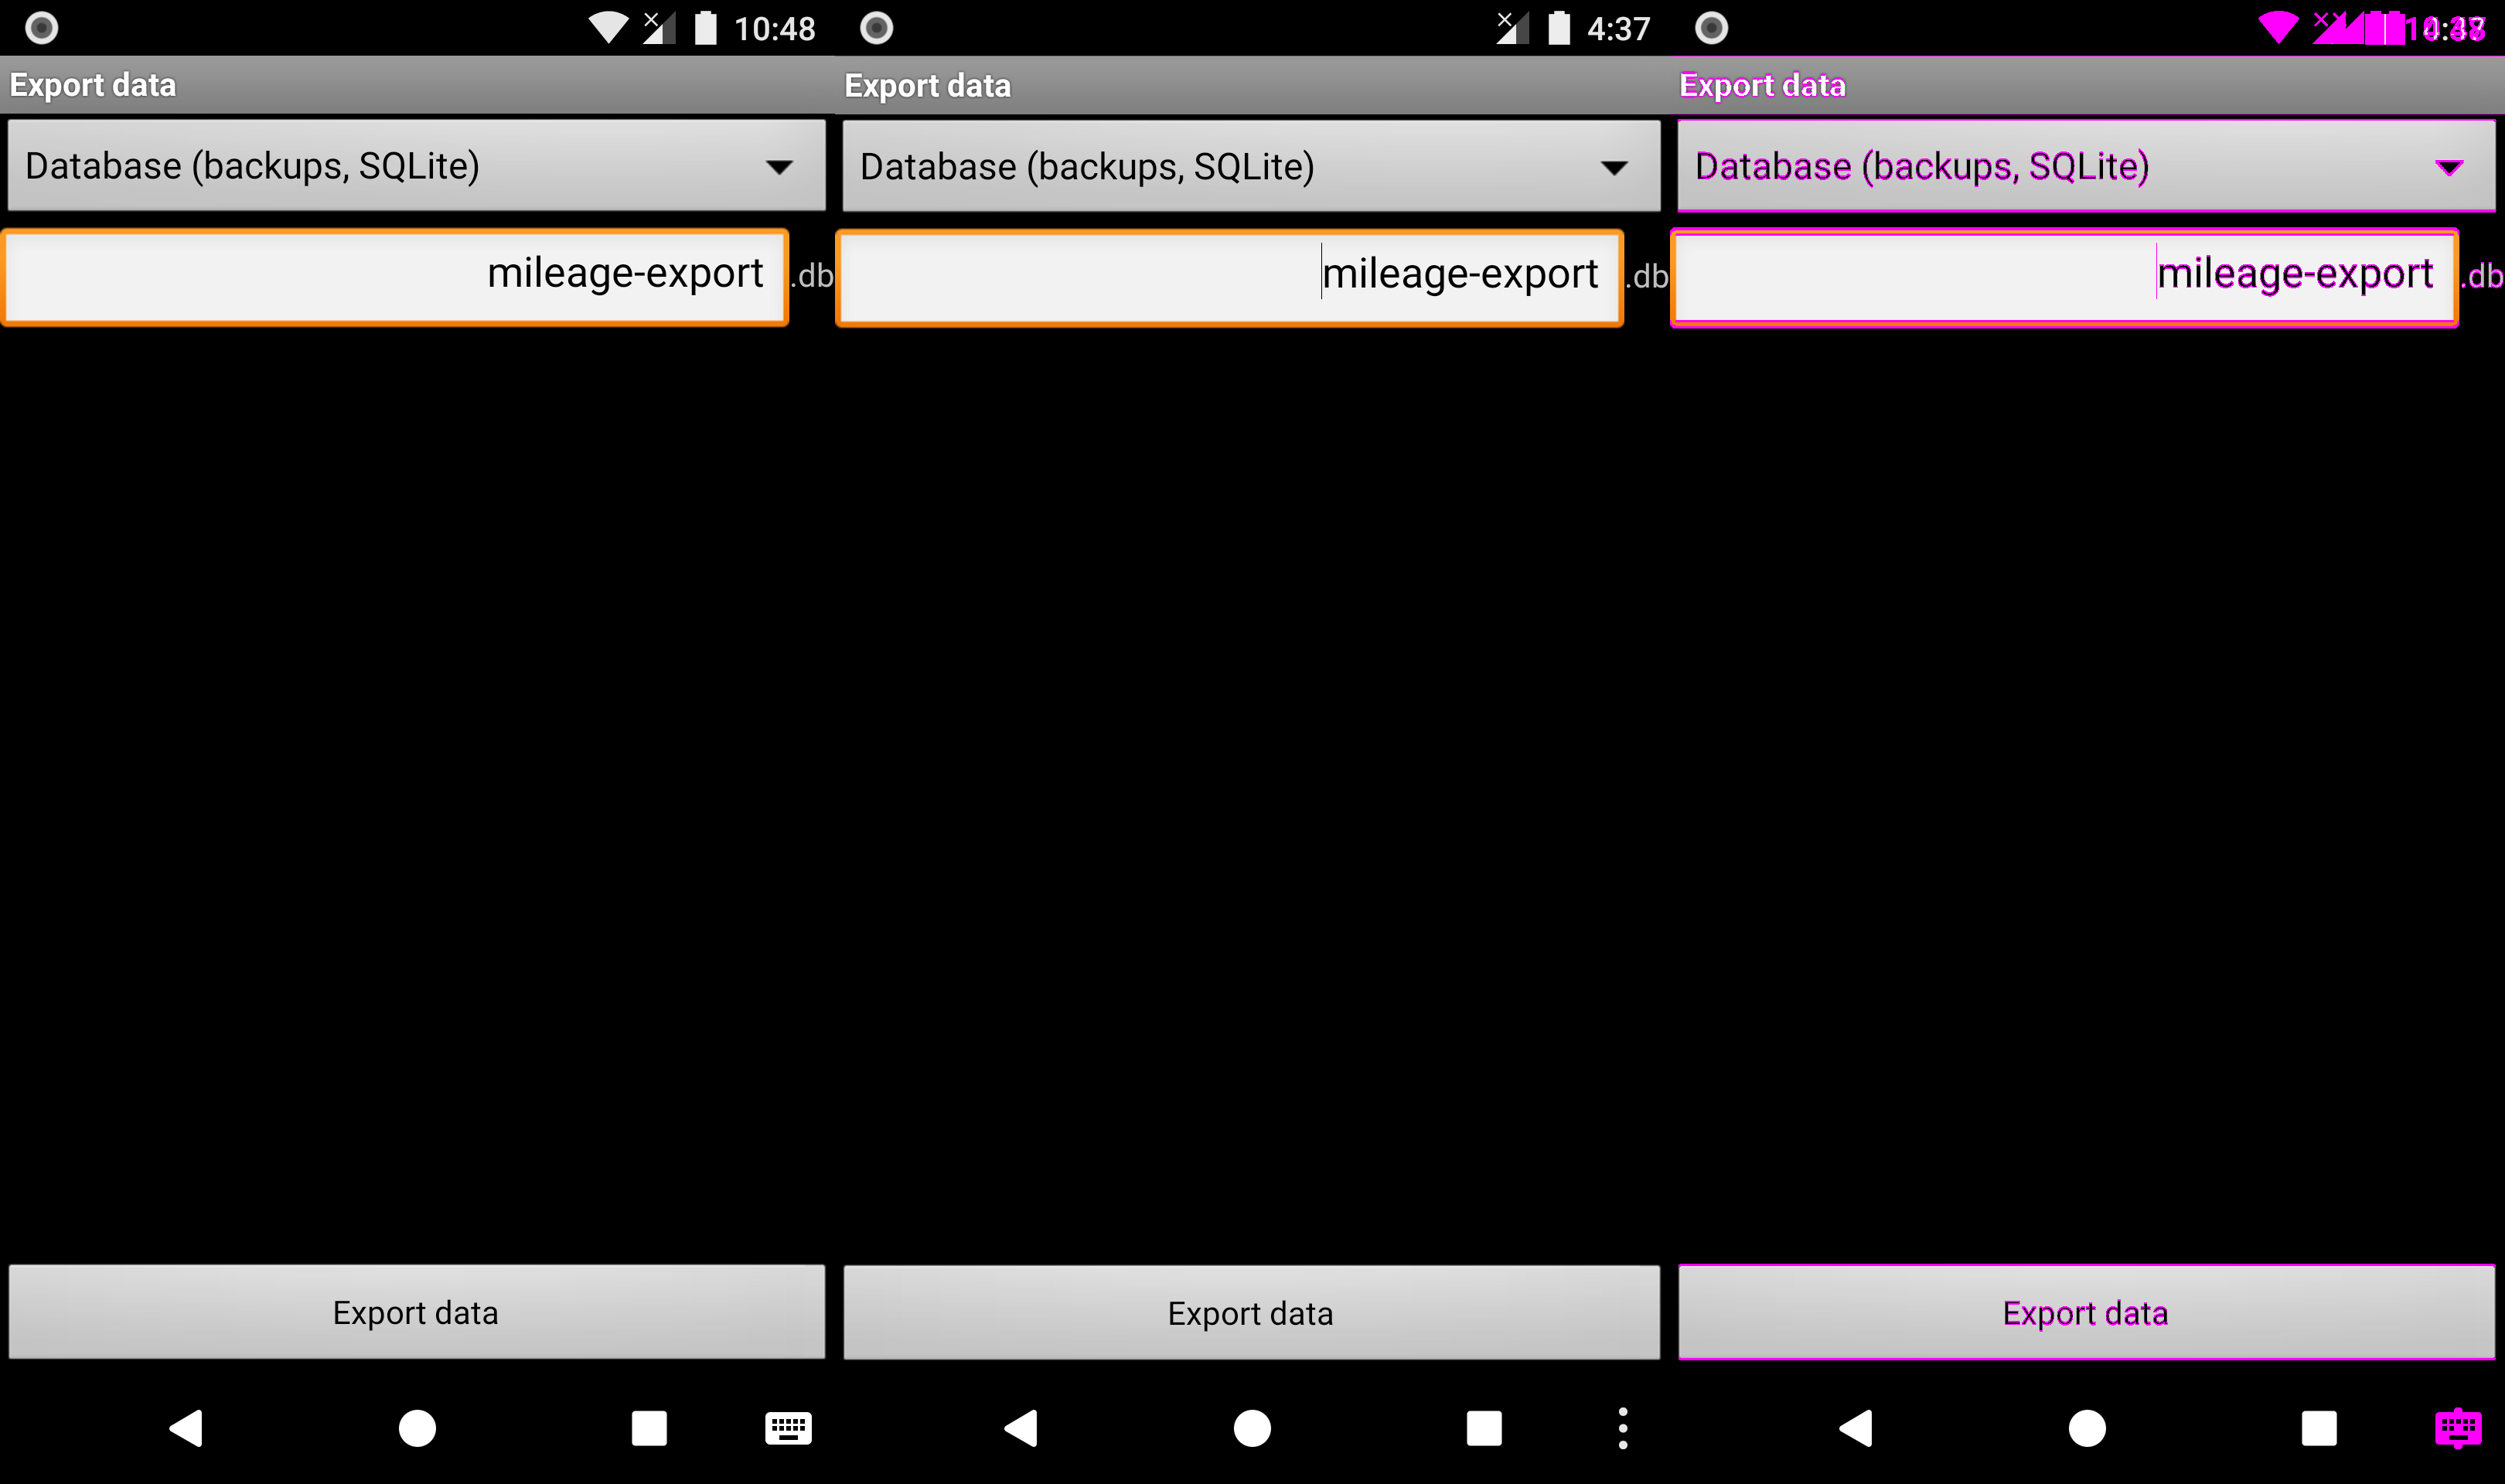 10:48
Export data
Database (backups, SQLite)
mileage-export .db
Export data
4:37
Export data
Database (backups, SQLite)
mileage-export .db
Export data
Export data
Database (backups, SQLite)
mileage-export .db
Export data